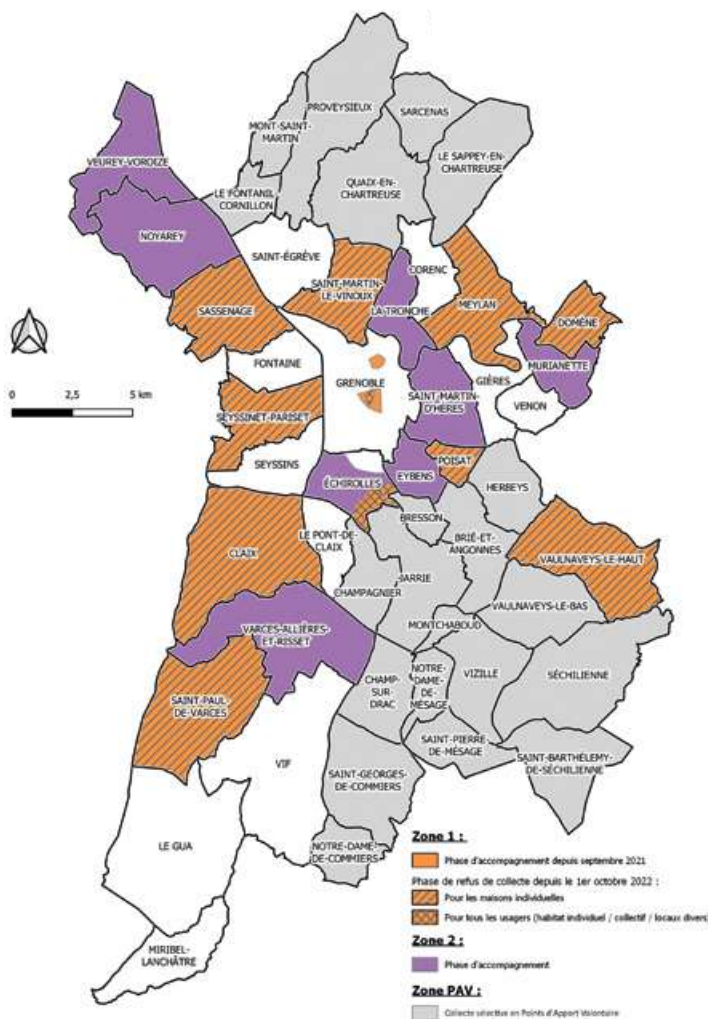 PROVEYSIEUX
SARCENAS
MONT-SAINT-
MARTIN
LE SAPPEY-EN-
CHARTREUSE
VEUREY-VOROIZE
QUAIX-EN-
CHARTREUSE
LE FONTANIL-
CORNILLON
NOYAREY
SAINT-ÉGRÈVE
CORENC
SAINT-MARTIN-
LE-VINOUX
MEYLAN
SASSENAGE
LA TRONCHE
DOMÈNE
FONTAINE
MURIANETTE
GRENOBLE
GIÈRES
SAINT-MARTIN-
D'HÈRES
VENON
0 2,5 5 km
SEYSSINET-PARISET
SEYSSINS
POISAT
EYBENS
ÉCHIROLLES
HERBEYS
BRESSON
LE PONT-DE-
CLAIX
BRIÉ-ET-
ANGONNES
CLAIX
VAULNAVEYS-LE-HAUT
JARRIE
CHAMPAGNIER
VAULNAVEYS-LE-BAS
MONTCHABOUD
VARCES-ALLIÈRES-
ET-RISSET
VIZILLE
SÉCHILIENNE
CHAMP-
SUR-
DRAC
NOTRE-
DAME-
DE-
MÉSAGE
SAINT-PAUL-
DE-VARCES
SAINT-PIERRE-
DE-MÉSAGE
VIF
SAINT-BARTHÉLEMY-
DE-SÉCHILIENNE
SAINT-GEORGES-
DE-COMMIERS
LE GUA
NOTRE-DAME-
DE-COMMIERS
MIRIBEL-
LANCHÂTRE
Zone 1 :
Phase d'accompagnement depuis septembre 2021
Phase de refus de collecte depuis le 1er octobre 2022 :
Pour les maisons individuelles
Pour tous les usagers (habitat individuel / collectif / locaux divers)
Zone 2 :
Phase d'accompagnement
Zone PAV :
Collecte sélective en Points d'Apport Volontaire